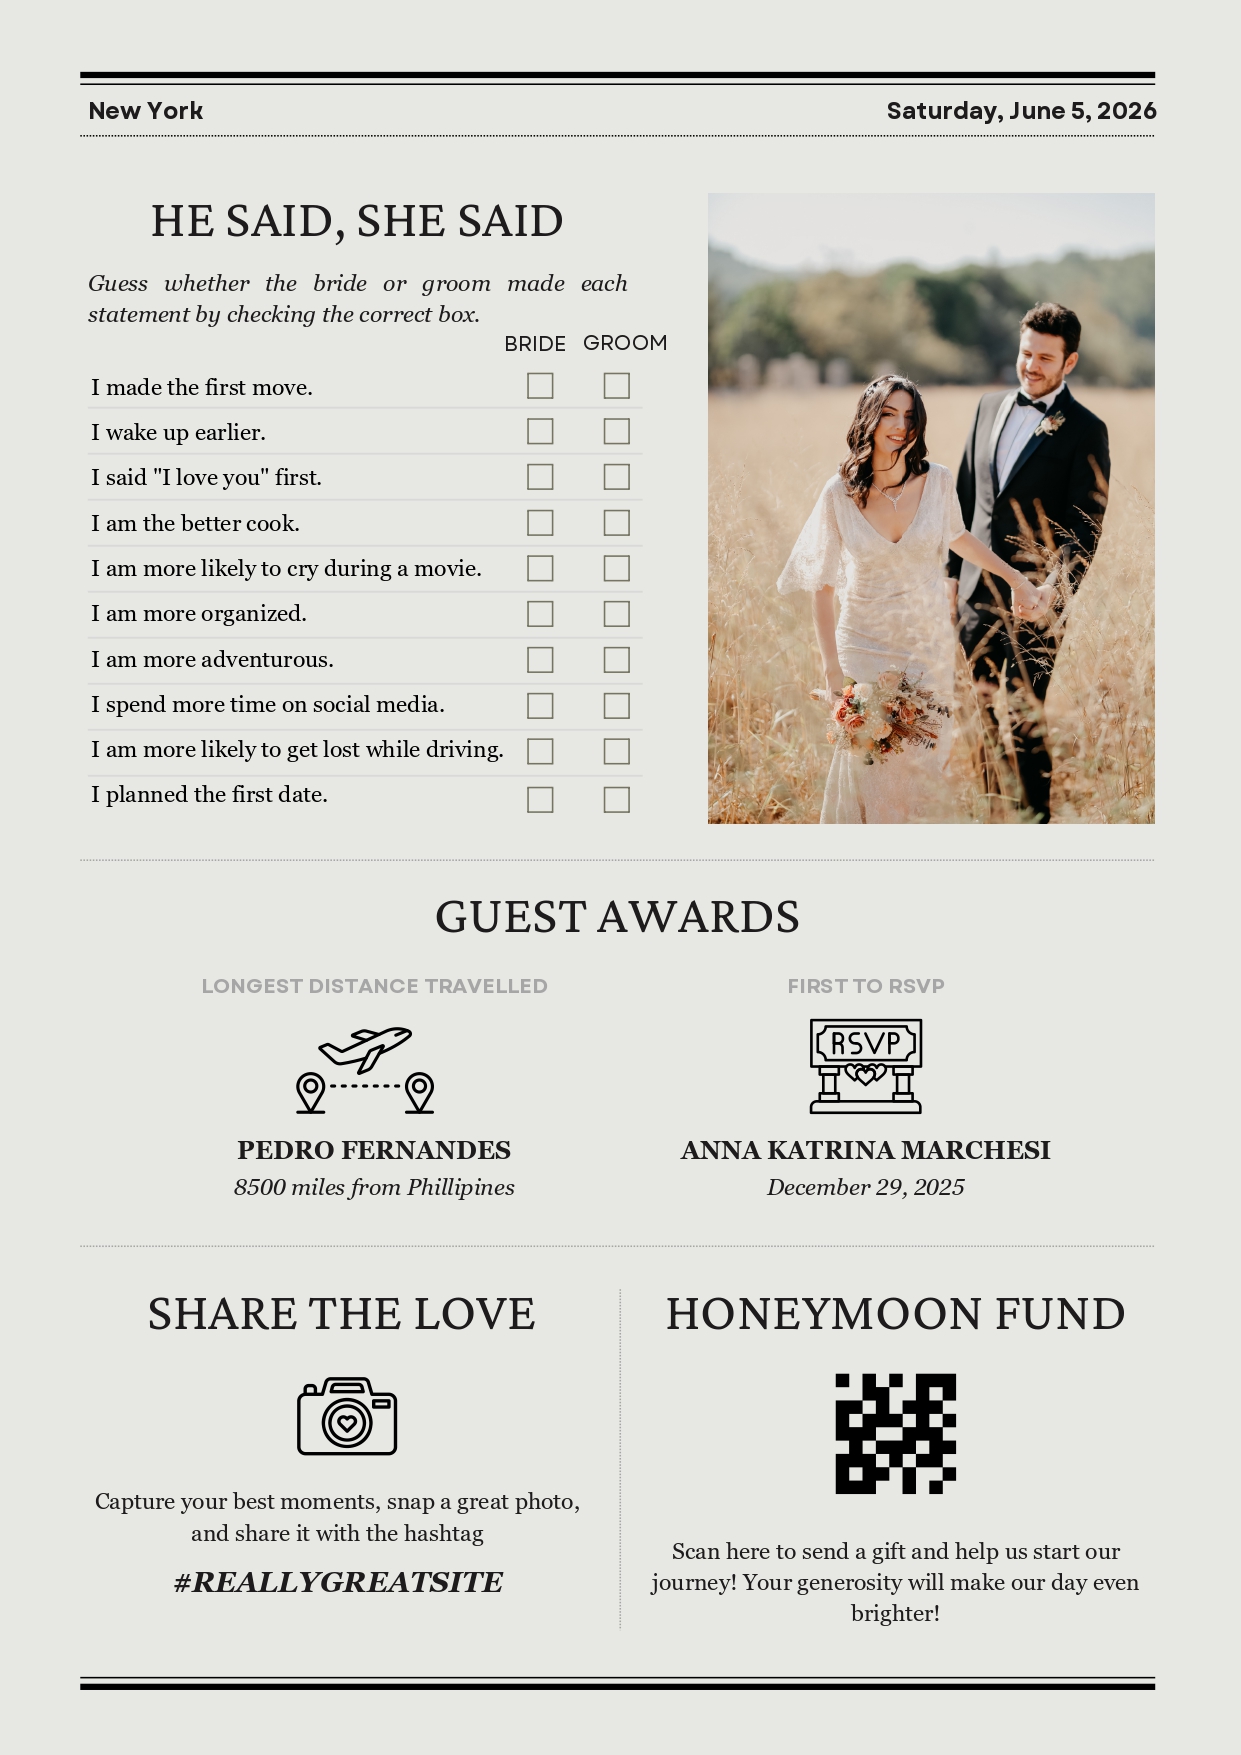 New York
Saturday, June 5, 2026
HE SAID, SHE SAID
Guess whether the bride or groom made each
statement by checking the correct box.
BRIDE GROOM
I made the first move.
I wake up earlier.
I said "I love you" first.
I am the better cook.
I am more likely to cry during a movie.
I am more organized.
I am more adventurous.
I spend more time on social media.
I am more likely to get lost while driving.
I planned the first date.
GUEST AWARDS
LONGEST DISTANCE TRAVELLED
PEDRO FERNANDES
8500 miles from Phillipines
FIRST TO RSVP
RSVP
ANNA KATRINA MARCHESI
December 29, 2025
SHARE THE LOVE
Capture your best moments, snap a great photo,
and share it with the hashtag
#REALLYGREATSITE
HONEYMOON FUND
Scan here to send a gift and help us start our
journey! Your generosity will make our day even
brighter!